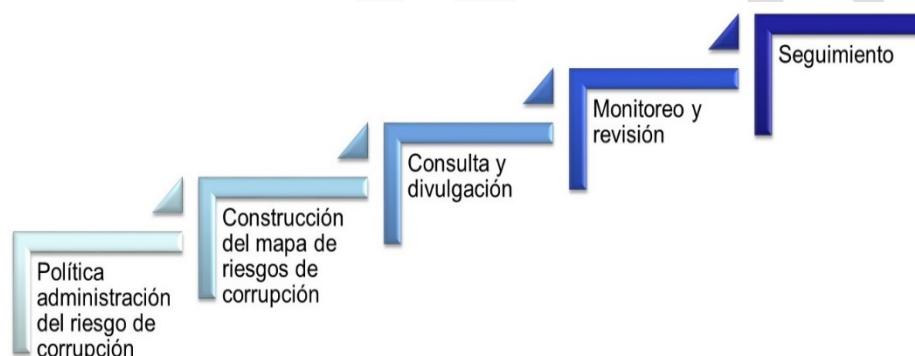 Política
administración
del riesgo de
corrupción
Construcción
del mapa de
riesgos de
corrupción
Consulta y
divulgación
Monitoreo y
revisión
Seguimiento